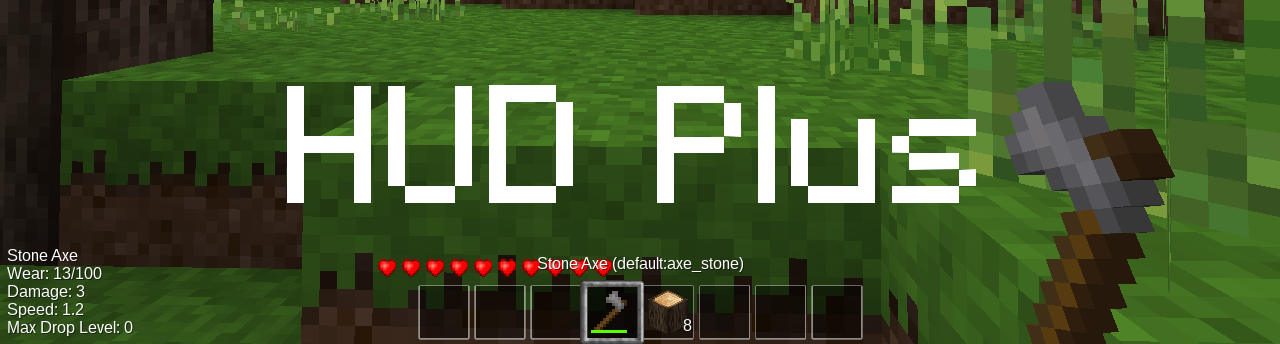 HUD Plus
Stone Axe
Wear: 13/100
Damage: 3
Speed: 1.2
Max Drop Level: 0
Stone Axe (default:axe_stone)
8